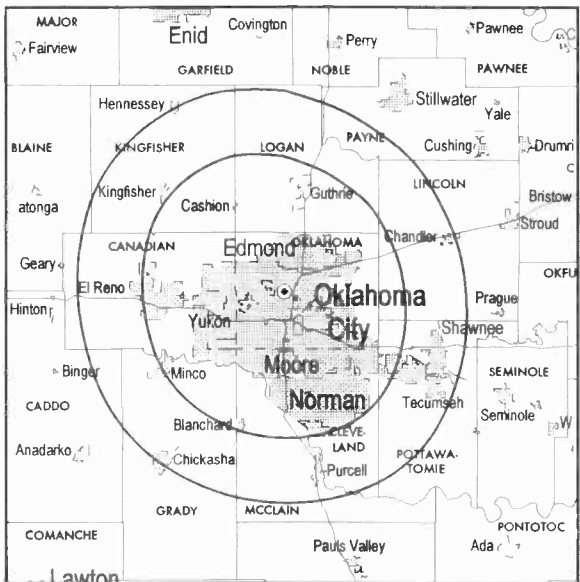 MAJOR
Fairview
Enid
Covington
Perry
Pawnee
GARFIELD
NOBLE
PAWNEE
Hennessey
Stillwater
Yale
BLAINE
KINGFISHER
LOGAN
PAYNE
Cushing
Drumri
atonga
Kingfisher
Cashion
Guthrie
LINCOLN
Bristow
Stroud
CANADIAN
Edmond
OKLAHOMA
Chandler
Geary
El Reno
OKFU
Hinton
Yukon
Oklahoma
City
Prague
Shawnee
Binger
Minco
Moore
SEMINOLE
CADDO
Norman
Tecumseh
Seminole
W
Blanchard
CLEVE-
LAND
Anadarko
Chickasha
Purcell
POTTAWA-
TOMIE
GRADY
MCCLAIN
PONTOTOC
COMANCHE
Pauls Valley
Ada
Lawton